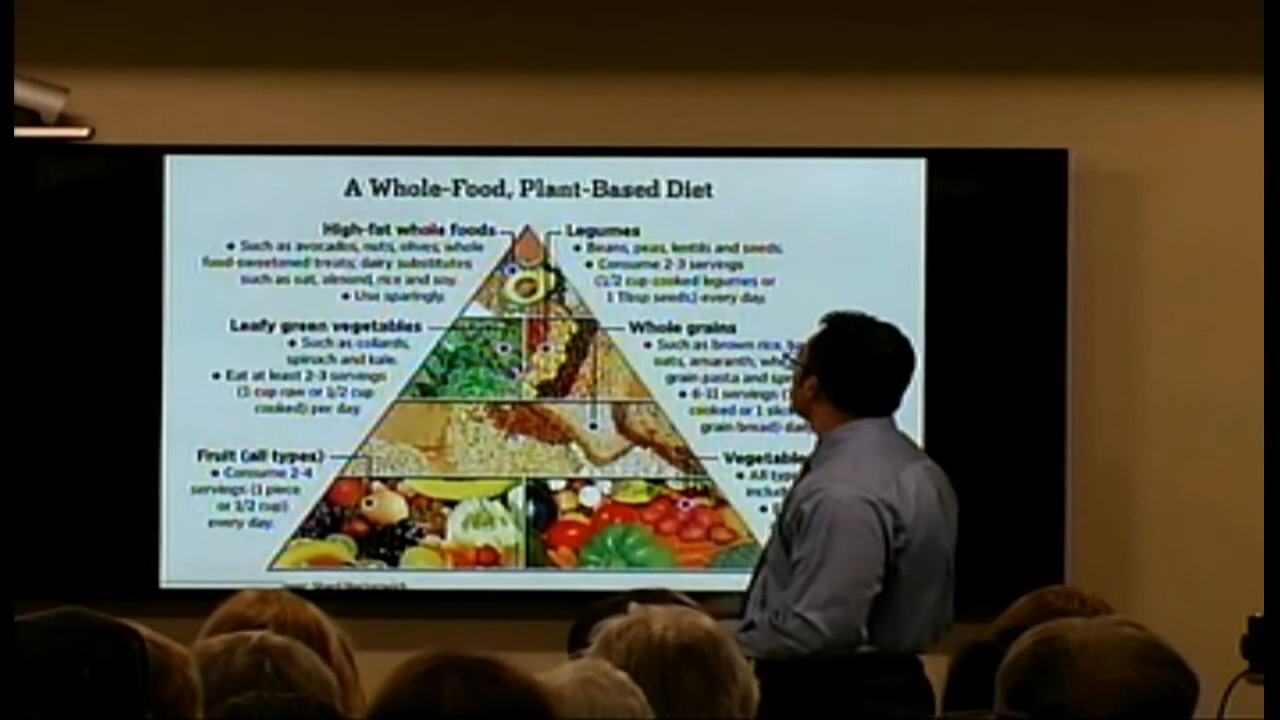 A Whole-Food, Plant-Based Diet
High-fat whole foods
• Such as avocados, nuts, olives, whole
food-sweetened treats; dairy substitutes
such as oat, almond, rice and soy.
• Use sparingly.
Legumes
• Beans, peas, lentils and seeds.
• Consume 2-3 servings
(1/2 cup cooked legumes or
1 Tbsp seeds) every day.
Leafy green vegetables
• Such as collards,
spinach and kale.
• Eat at least 2-3 servings
(1 cup raw or 1/2 cup
cooked) per day.
Whole grains
• Such as brown rice,
oats, amaranth,
grain pasta and
• 6-11 servings
cooked or 1
grain bread)
Fruit (all types)
• Consume 2-4
servings (1 piece
or 1/2 cup)
every day.
• All